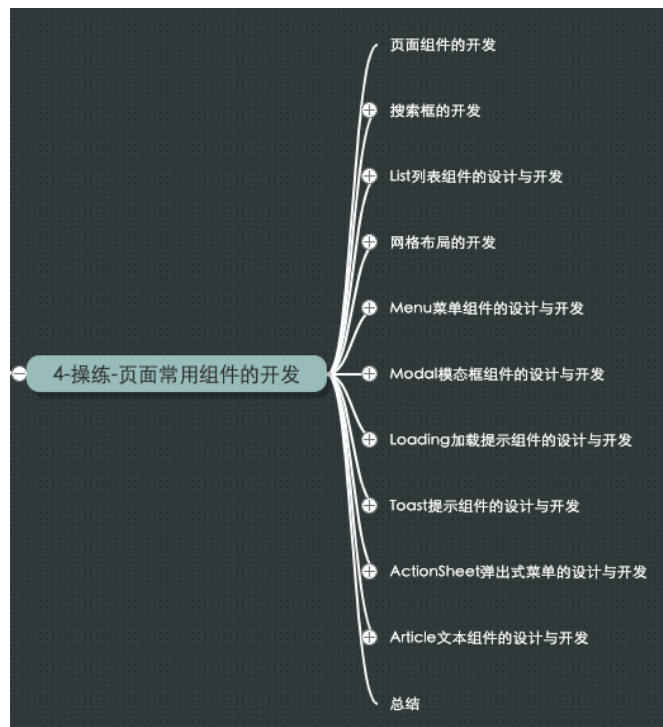 页面组件的开发
搜索框的开发
List列表组件的设计与开发
网格布局的开发
Menu菜单组件的设计与开发
4-操练-页面常用组件的开发
Modal模态框组件的设计与开发
Loading加载提示组件的设计与开发
Toast提示组件的设计与开发
ActionSheet弹出式菜单的设计与开发
Article文本组件的设计与开发
总结